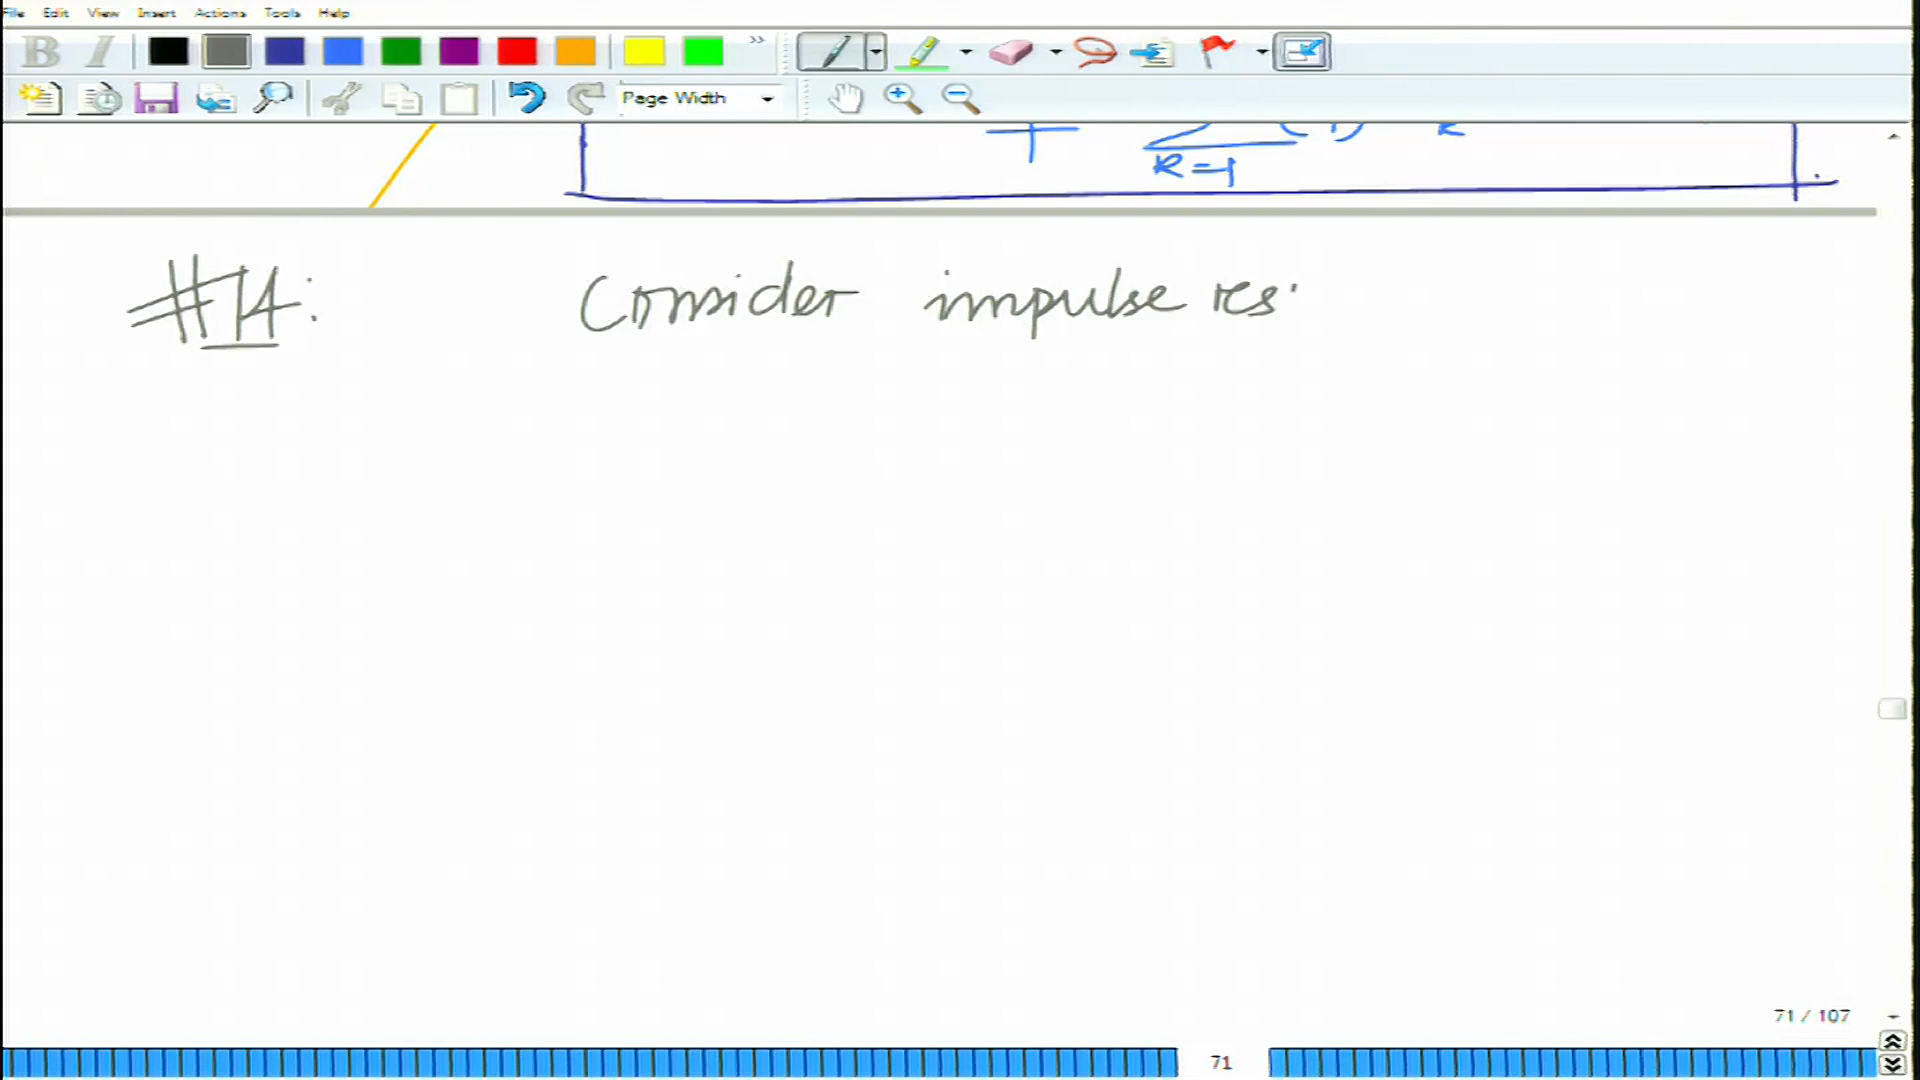 File Edit View Insert Actions Tools Help
B I
Page Width
k=1
#14: Consider impulse res
71 / 107
71